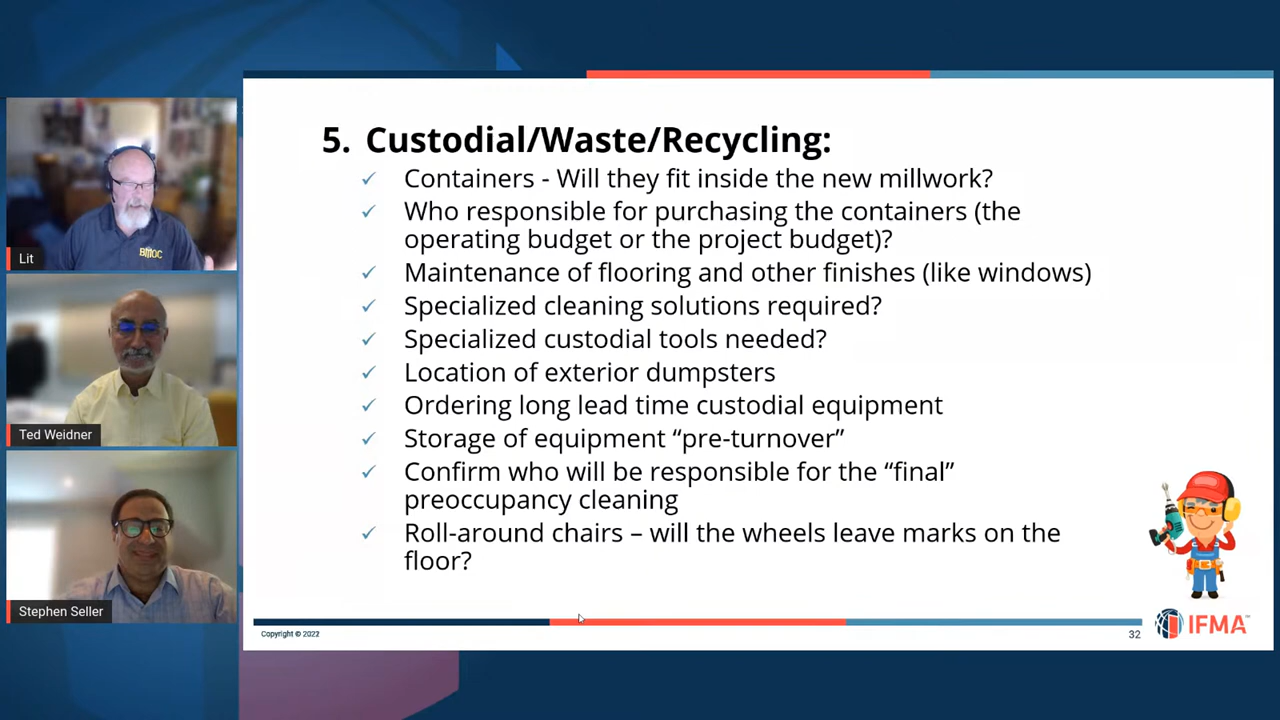 5. Custodial/Waste/Recycling:
✓ Containers - Will they fit inside the new millwork?
✓ Who responsible for purchasing the containers (the
operating budget or the project budget)?
✓ Maintenance of flooring and other finishes (like windows)
✓ Specialized cleaning solutions required?
✓ Specialized custodial tools needed?
✓ Location of exterior dumpsters
✓ Ordering long lead time custodial equipment
✓ Storage of equipment “pre-turnover”
✓ Confirm who will be responsible for the “final”
preoccupancy cleaning
✓ Roll-around chairs – will the wheels leave marks on the
floor?
Copyright © 2022
32
IFMA™
Lit
Ted Weidner
Stephen Seller